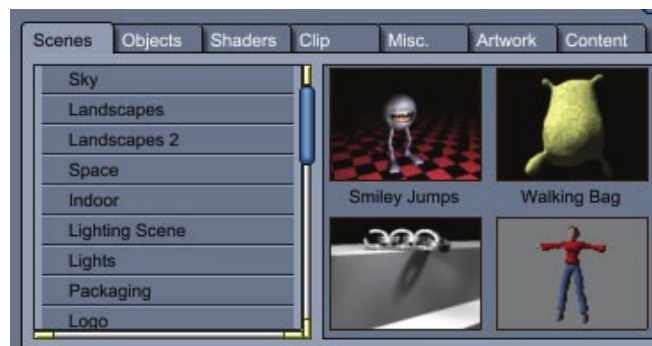 Scenes Objects Shaders Clip Misc. Artwork Content
Sky
Landscapes
Landscapes 2
Space
Indoor
Lighting Scene
Lights
Packaging
Logo
Smiley Jumps Walking Bag